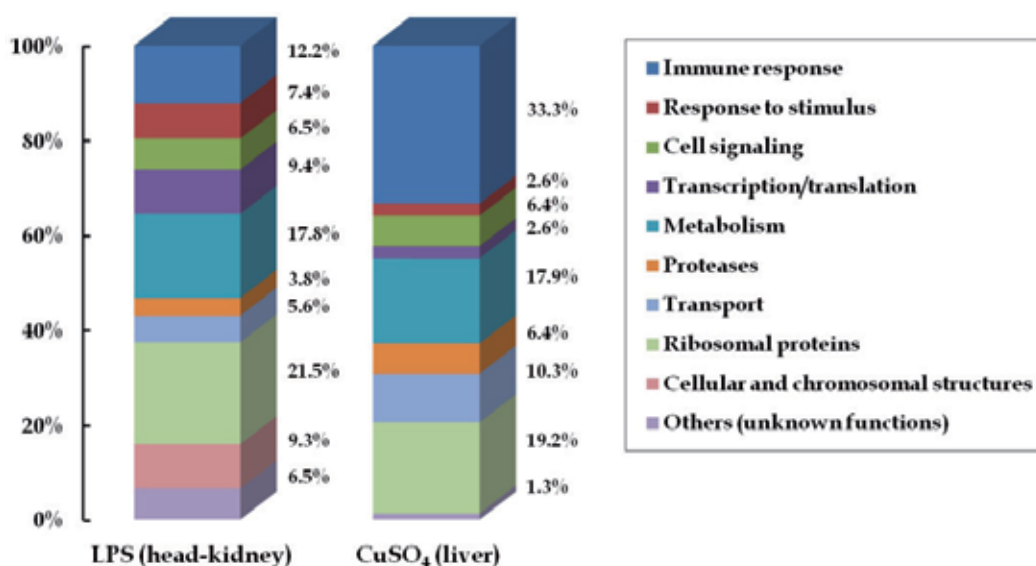 100%
80%
60%
40%
20%
0%
12.2%
7.4%
6.5%
9.4%
17.8%
3.8%
5.6%
21.5%
9.3%
6.5%
33.3%
2.6%
6.4%
2.6%
17.9%
6.4%
10.3%
19.2%
1.3%
LPS (head-kidney)
CuSO₄ (liver)
Immune response
Response to stimulus
Cell signaling
Transcription/translation
Metabolism
Proteases
Transport
Ribosomal proteins
Cellular and chromosomal structures
Others (unknown functions)